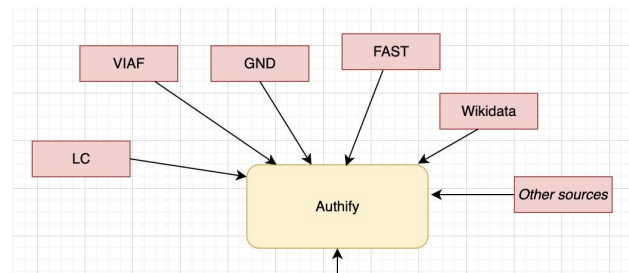 FAST
VIAF
GND
Wikidata
LC
Other sources
Authify